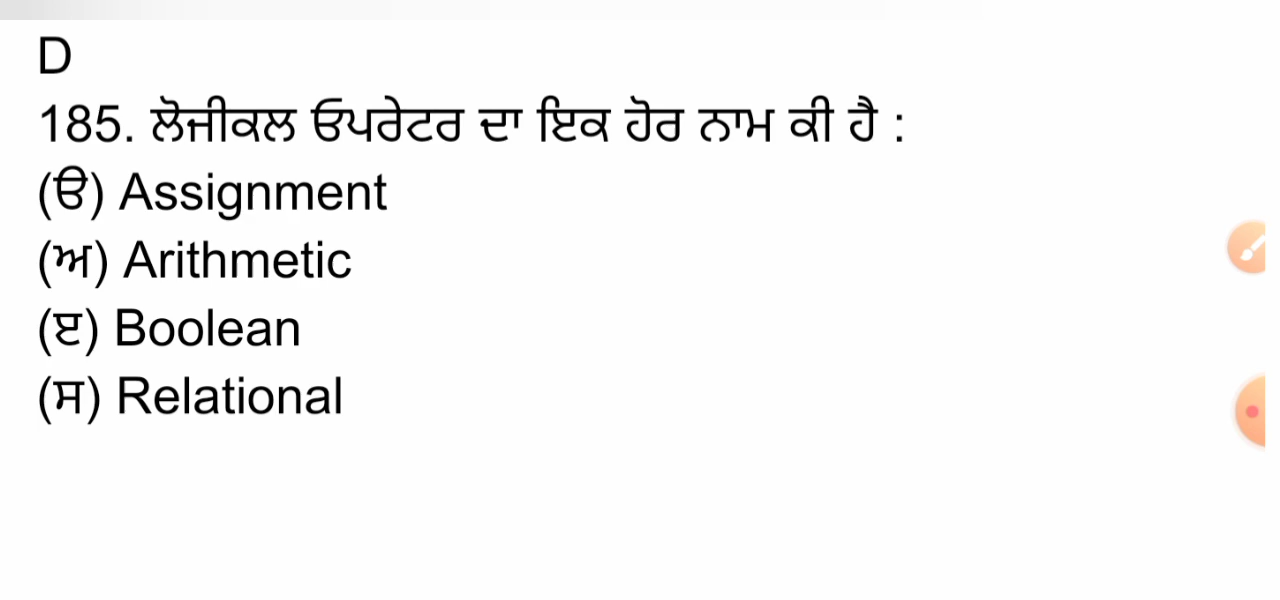 D
185. ਲੋਜੀਕਲ ਓਪਰੇਟਰ ਦਾ ਇਕ ਹੋਰ ਨਾਮ ਕੀ ਹੈ :
(ੳ) Assignment
(ਅ) Arithmetic
(ੲ) Boolean
(ਸ) Relational